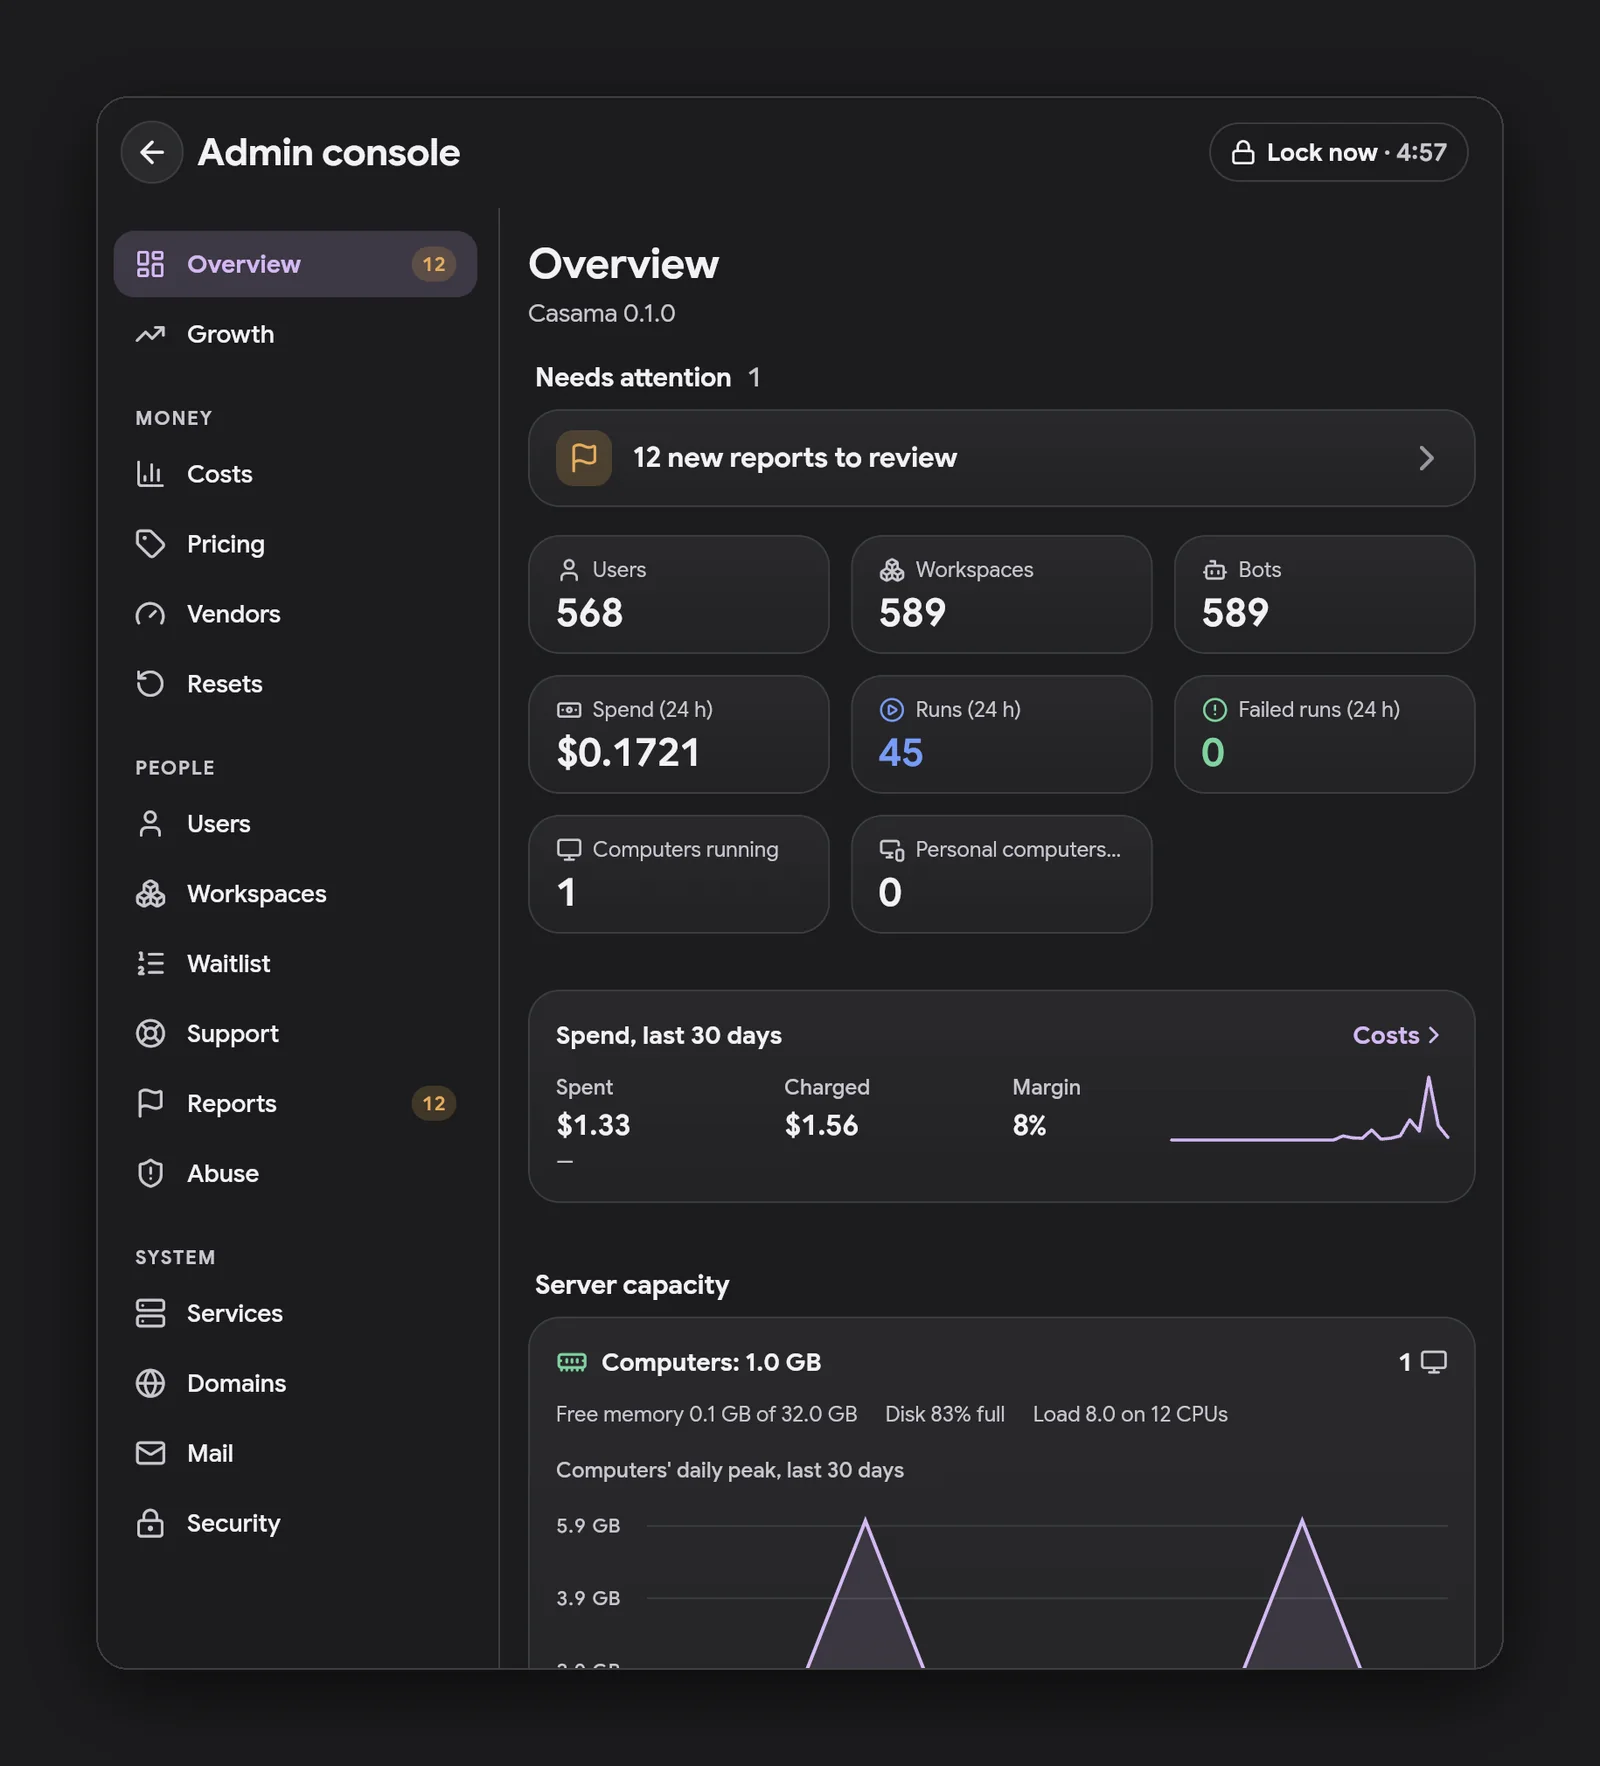 Admin console
Lock now · 4:57
Overview 12
Growth
MONEY
Costs
Pricing
Vendors
Resets
PEOPLE
Users
Workspaces
Waitlist
Support
Reports 12
Abuse
SYSTEM
Services
Domains
Mail
Security
Overview
Casama 0.1.0
Needs attention 1
12 new reports to review
Users
568
Workspaces
589
Bots
589
Spend (24 h)
$0.1721
Runs (24 h)
45
Failed runs (24 h)
0
Computers running
1
Personal computers...
0
Spend, last 30 days
Costs
Spent
$1.33
—
Charged
$1.56
Margin
8%
Server capacity
Computers: 1.0 GB
1
Free memory 0.1 GB of 32.0 GB Disk 83% full Load 8.0 on 12 CPUs
Computers' daily peak, last 30 days
5.9 GB
3.9 GB